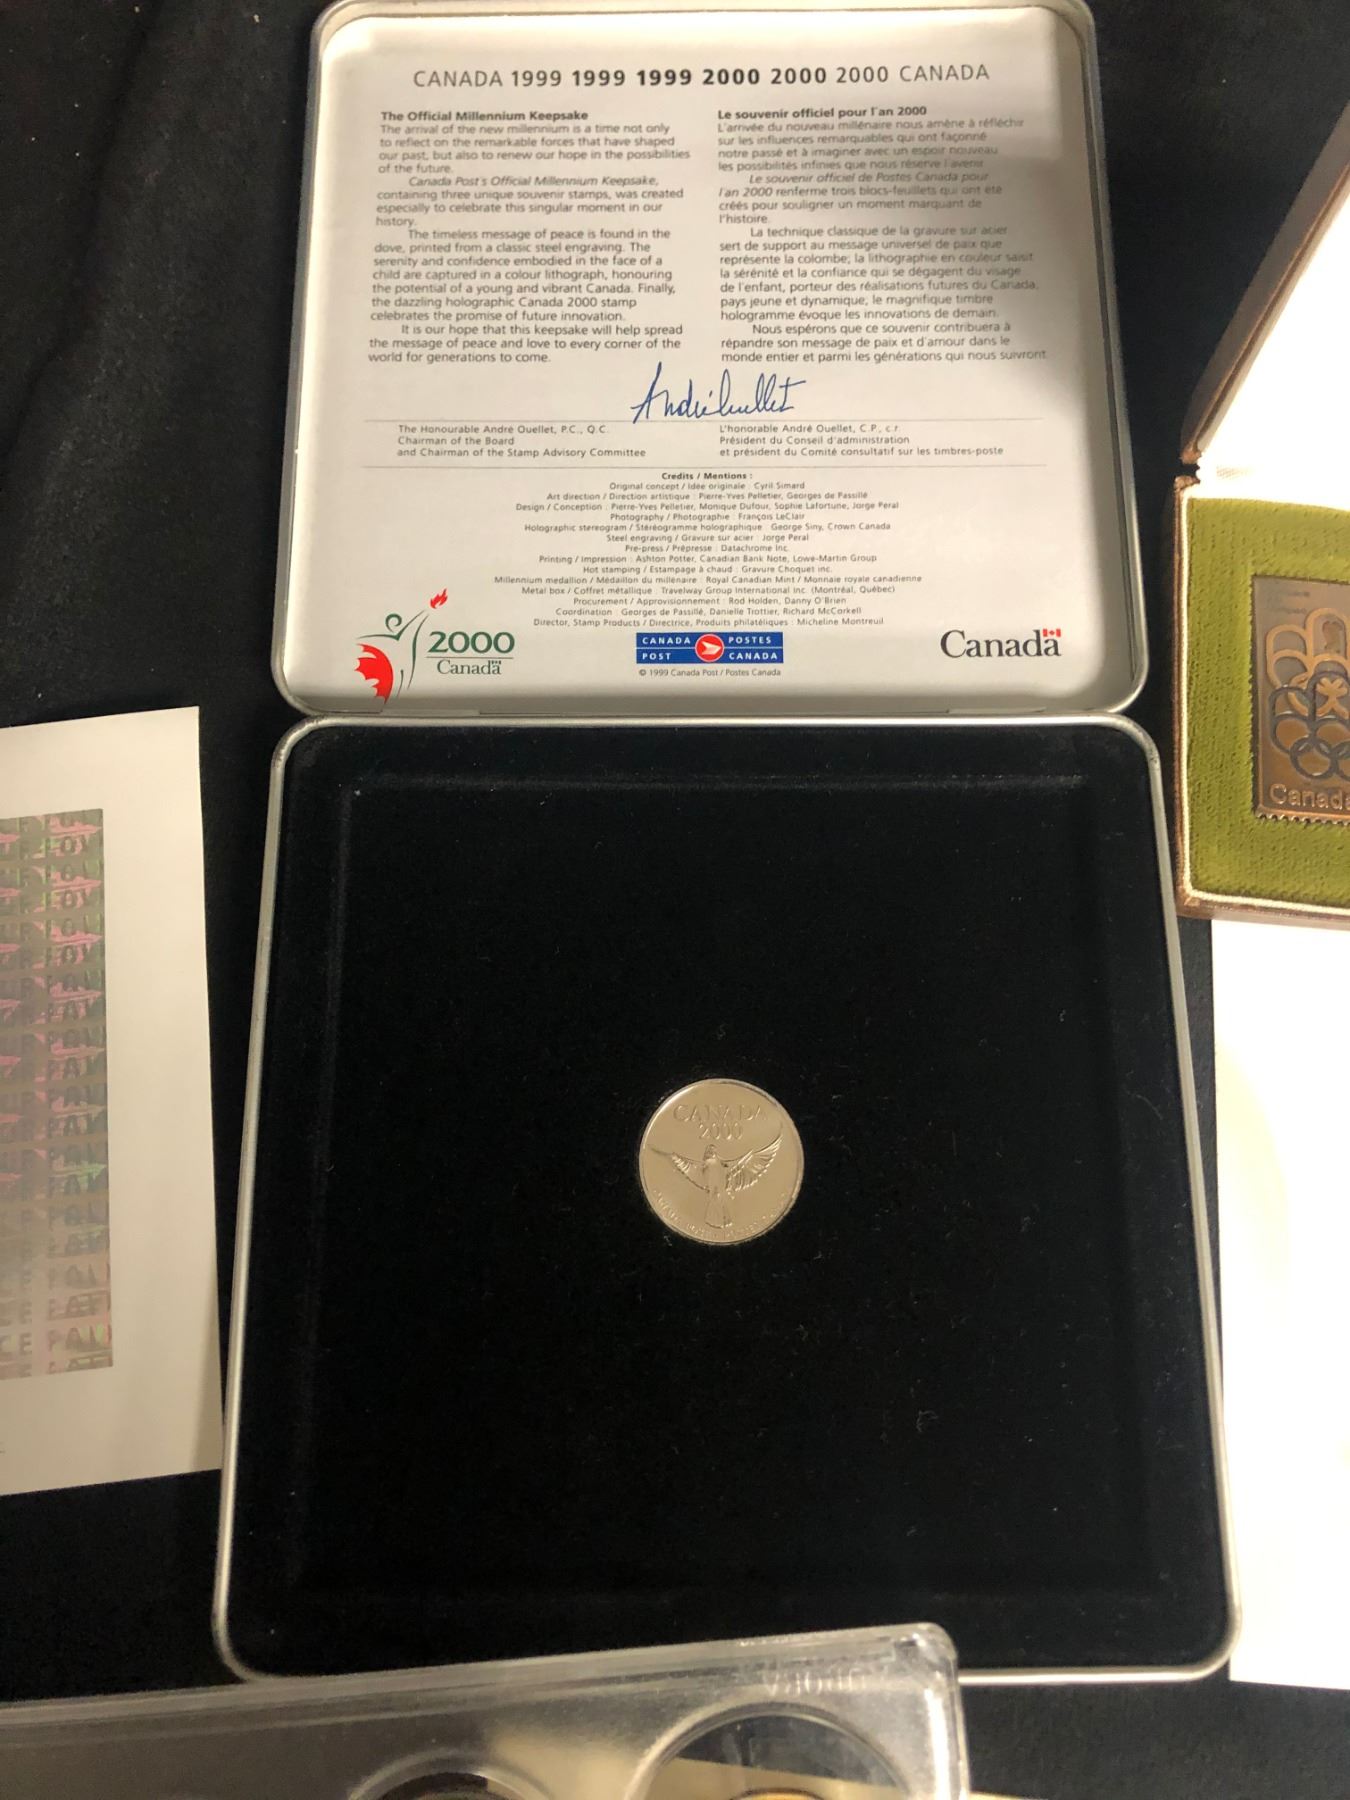 CANADA 1999 1999 1999 2000 2000 2000 CANADA
The Official Millennium Keepsake
The arrival of the new millennium is a time not only
to reflect on the remarkable forces that have shaped
our past, but also to renew our hope in the possibilities
of the future.
Canada Post's Official Millennium Keepsake,
containing three unique souvenir stamps, was created
especially to celebrate this singular moment in our
history.
The timeless message of peace is found in the
dove, printed from a classic steel engraving. The
serenity and confidence embodied in the face of a
child are captured in a colour lithograph, honouring
the potential of a young and vibrant Canada. Finally,
the dazzling holographic Canada 2000 stamp
celebrates the promise of future innovation.
It is our hope that this keepsake will help spread
the message of peace and love to every corner of the
world for generations to come.
Le souvenir officiel pour l'an 2000
L'arrivée du nouveau millénaire nous amène à réfléchir
sur les influences remarquables qui ont façonné
notre passé et à imaginer avec un espoir nouveau
les possibilités infinies que nous réserve l'avenir.
Le souvenir officiel de Postes Canada pour
l'an 2000 renferme trois blocs-feuillets qui ont été
créés pour souligner un moment marquant de
l'histoire.
La technique classique de la gravure sur acier
sert de support au message universel de paix que
représente la colombe; la lithographie en couleur saisit
la sérénité et la confiance qui se dégagent du visage
de l'enfant, porteur des réalisations futures du Canada,
pays jeune et dynamique; le magnifique timbre
hologramme évoque les innovations de demain.
Nous espérons que ce souvenir contribuera à
répandre son message de paix et d'amour dans le
monde entier et parmi les générations qui nous suivront.
André Ouellet
The Honourable André Ouellet, P.C., Q.C.
Chairman of the Board
and Chairman of the Stamp Advisory Committee
L'honorable André Ouellet, C.P., c.r.
Président du Conseil d'administration
et président du Comité consultatif sur les timbres-poste
Credits / Mentions :
Original concept / Idée originale : Cyril Simard
Art direction / Direction artistique : Pierre-Yves Pelletier, Georges de Passillé
Design / Conception : Pierre-Yves Pelletier, Monique Dufour, Sophie Lafortune, Jorge Peral
Photography / Photographie : François LeClair
Holographic stereogram / Stéréogramme holographique : George Siny, Crown Canada
Steel engraving / Gravure sur acier : Jorge Peral
Pre-press / Prépresse : Datachrome Inc.
Printing / Impression : Ashton Potter, Canadian Bank Note, Lowe-Martin Group
Hot stamping / Estampage à chaud : Gravure Choquet inc.
Millennium medallion / Médaillon du millénaire : Royal Canadian Mint / Monnaie royale canadienne
Metal box / Coffret métallique : Travelway Group International Inc. (Montréal, Québec)
Procurement / Approvisionnement : Rod Holden, Danny O'Brien
Coordination : Georges de Passillé, Danielle Trottier, Richard McCorkell
Director, Stamp Products / Directrice, Produits philatéliques : Micheline Montreuil
2000
Canada
CANADA POSTES
POST CANADA
© 1999 Canada Post / Postes Canada
Canada
Canada
CANADA
2000